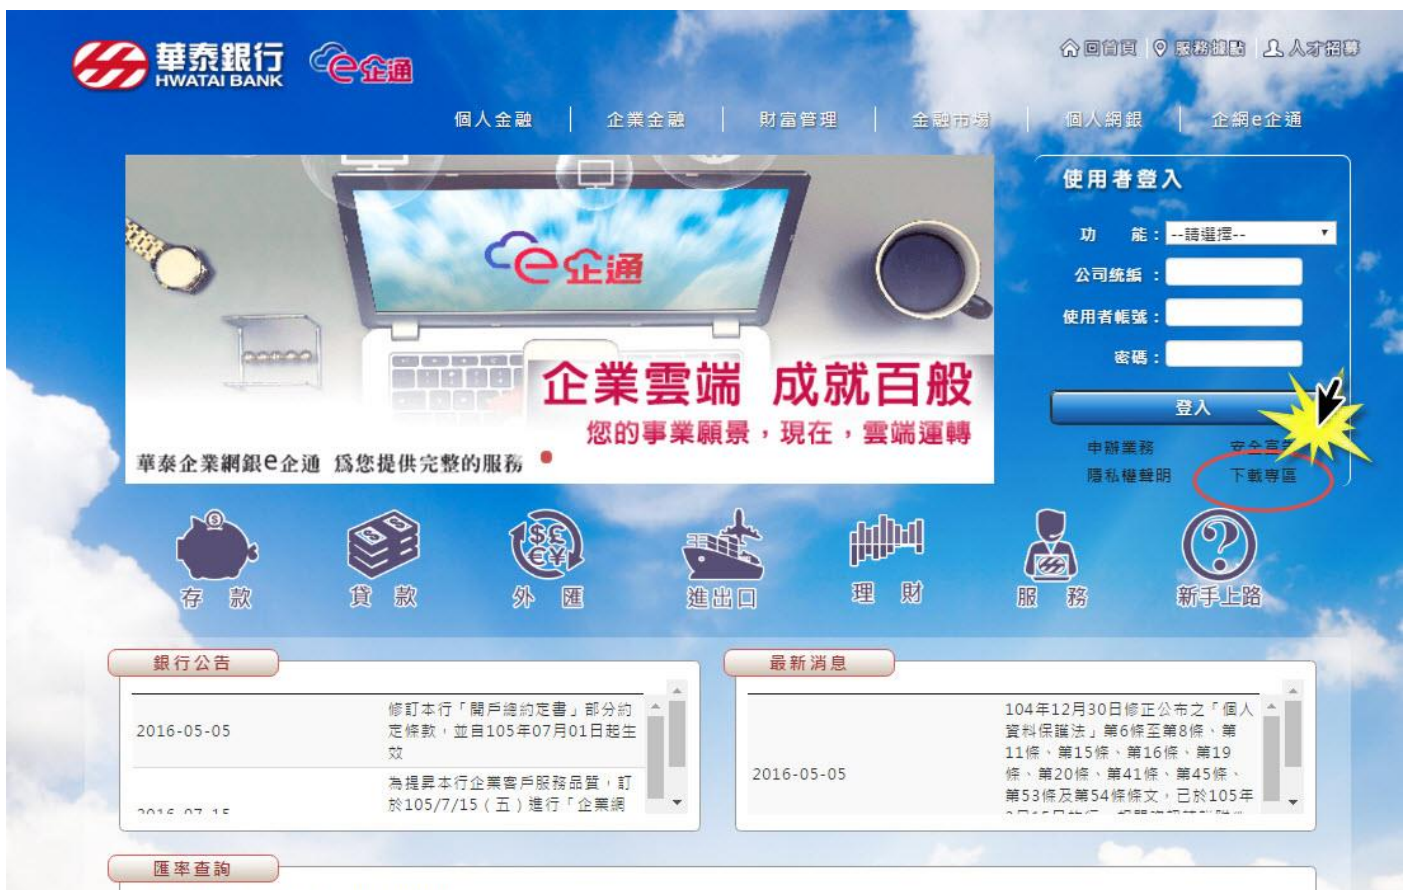 華泰銀行
HWATAI BANK
e企通
回首頁 服務據點 人才招募
個人金融 企業金融 財富管理 金融市場 個人網銀 企網e企通
e企通
企業雲端 成就百般
您的事業願景，現在，雲端運轉
華泰企業網銀e企通 為您提供完整的服務
使用者登入
功 能：--請選擇--
公司統編：
使用者帳號：
密碼：
登入
申辦業務 安全宣
隱私權聲明 下載專區
存款 貸款 外匯 進出口 理財 服務 新手上路
銀行公告
2016-05-05
修訂本行「開戶總約定書」部分約
定條款，並自105年07月01日起生
效
2016-07-15
為提昇本行企業客戶服務品質，訂
於105/7/15（五）進行「企業網
最新消息
2016-05-05
104年12月30日修正公布之「個人
資料保護法」第6條至第8條、第
11條、第15條、第16條、第19
條、第20條、第41條、第45條、
第53條及第54條條文，已於105年
匯率查詢